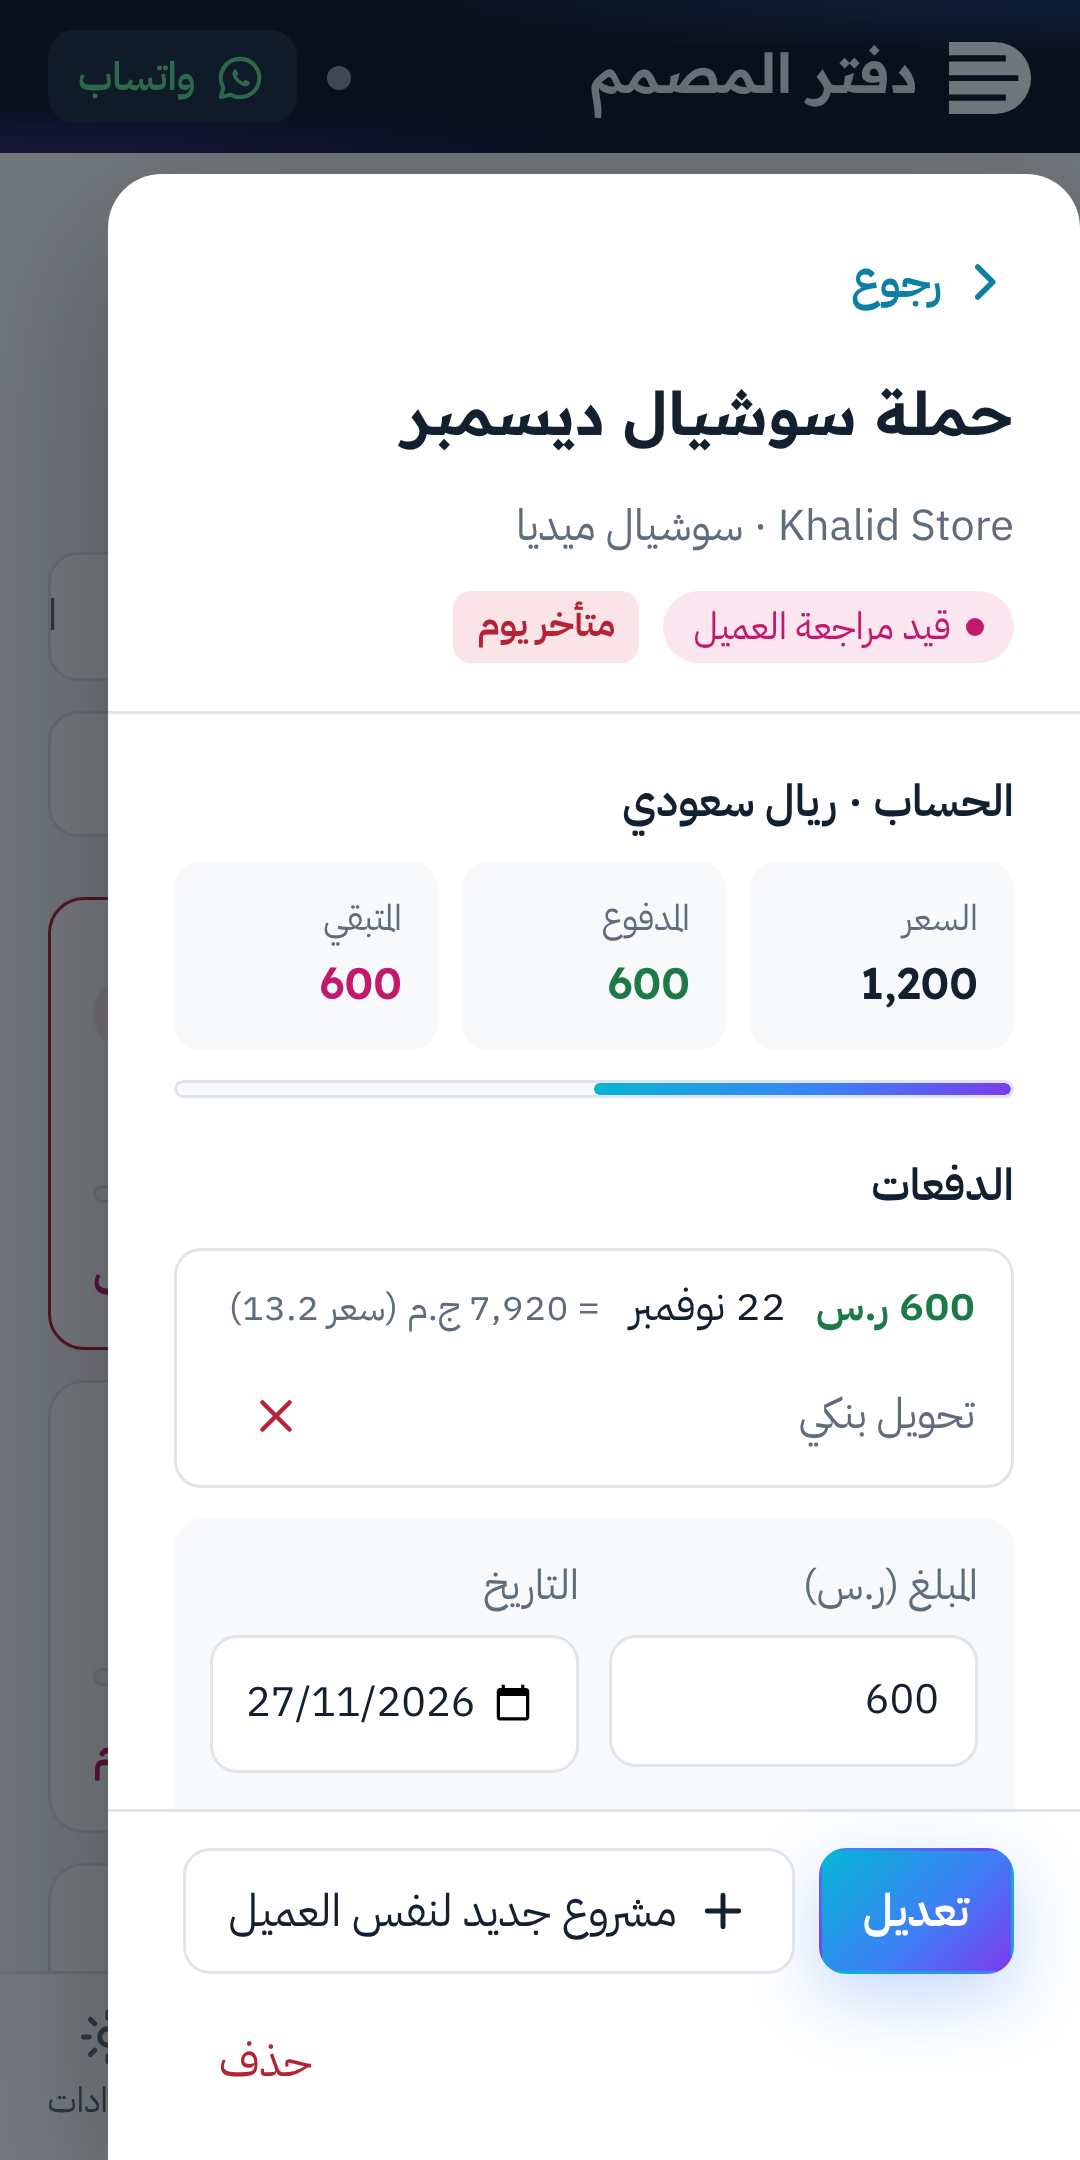 دفتر المصمم
واتساب
رجوع
حملة سوشيال ديسمبر
Khalid Store · سوشيال ميديا
قيد مراجعة العميل
متأخر يوم
الحساب · ريال سعودي
السعر
1,200
المدفوع
600
المتبقي
600
الدفعات
600 ر.س 22 نوفمبر = 7,920 ج.م (سعر 13.2)
تحويل بنكي
المبلغ (ر.س)
600
التاريخ
27/11/2026
تعديل
مشروع جديد لنفس العميل
حذف